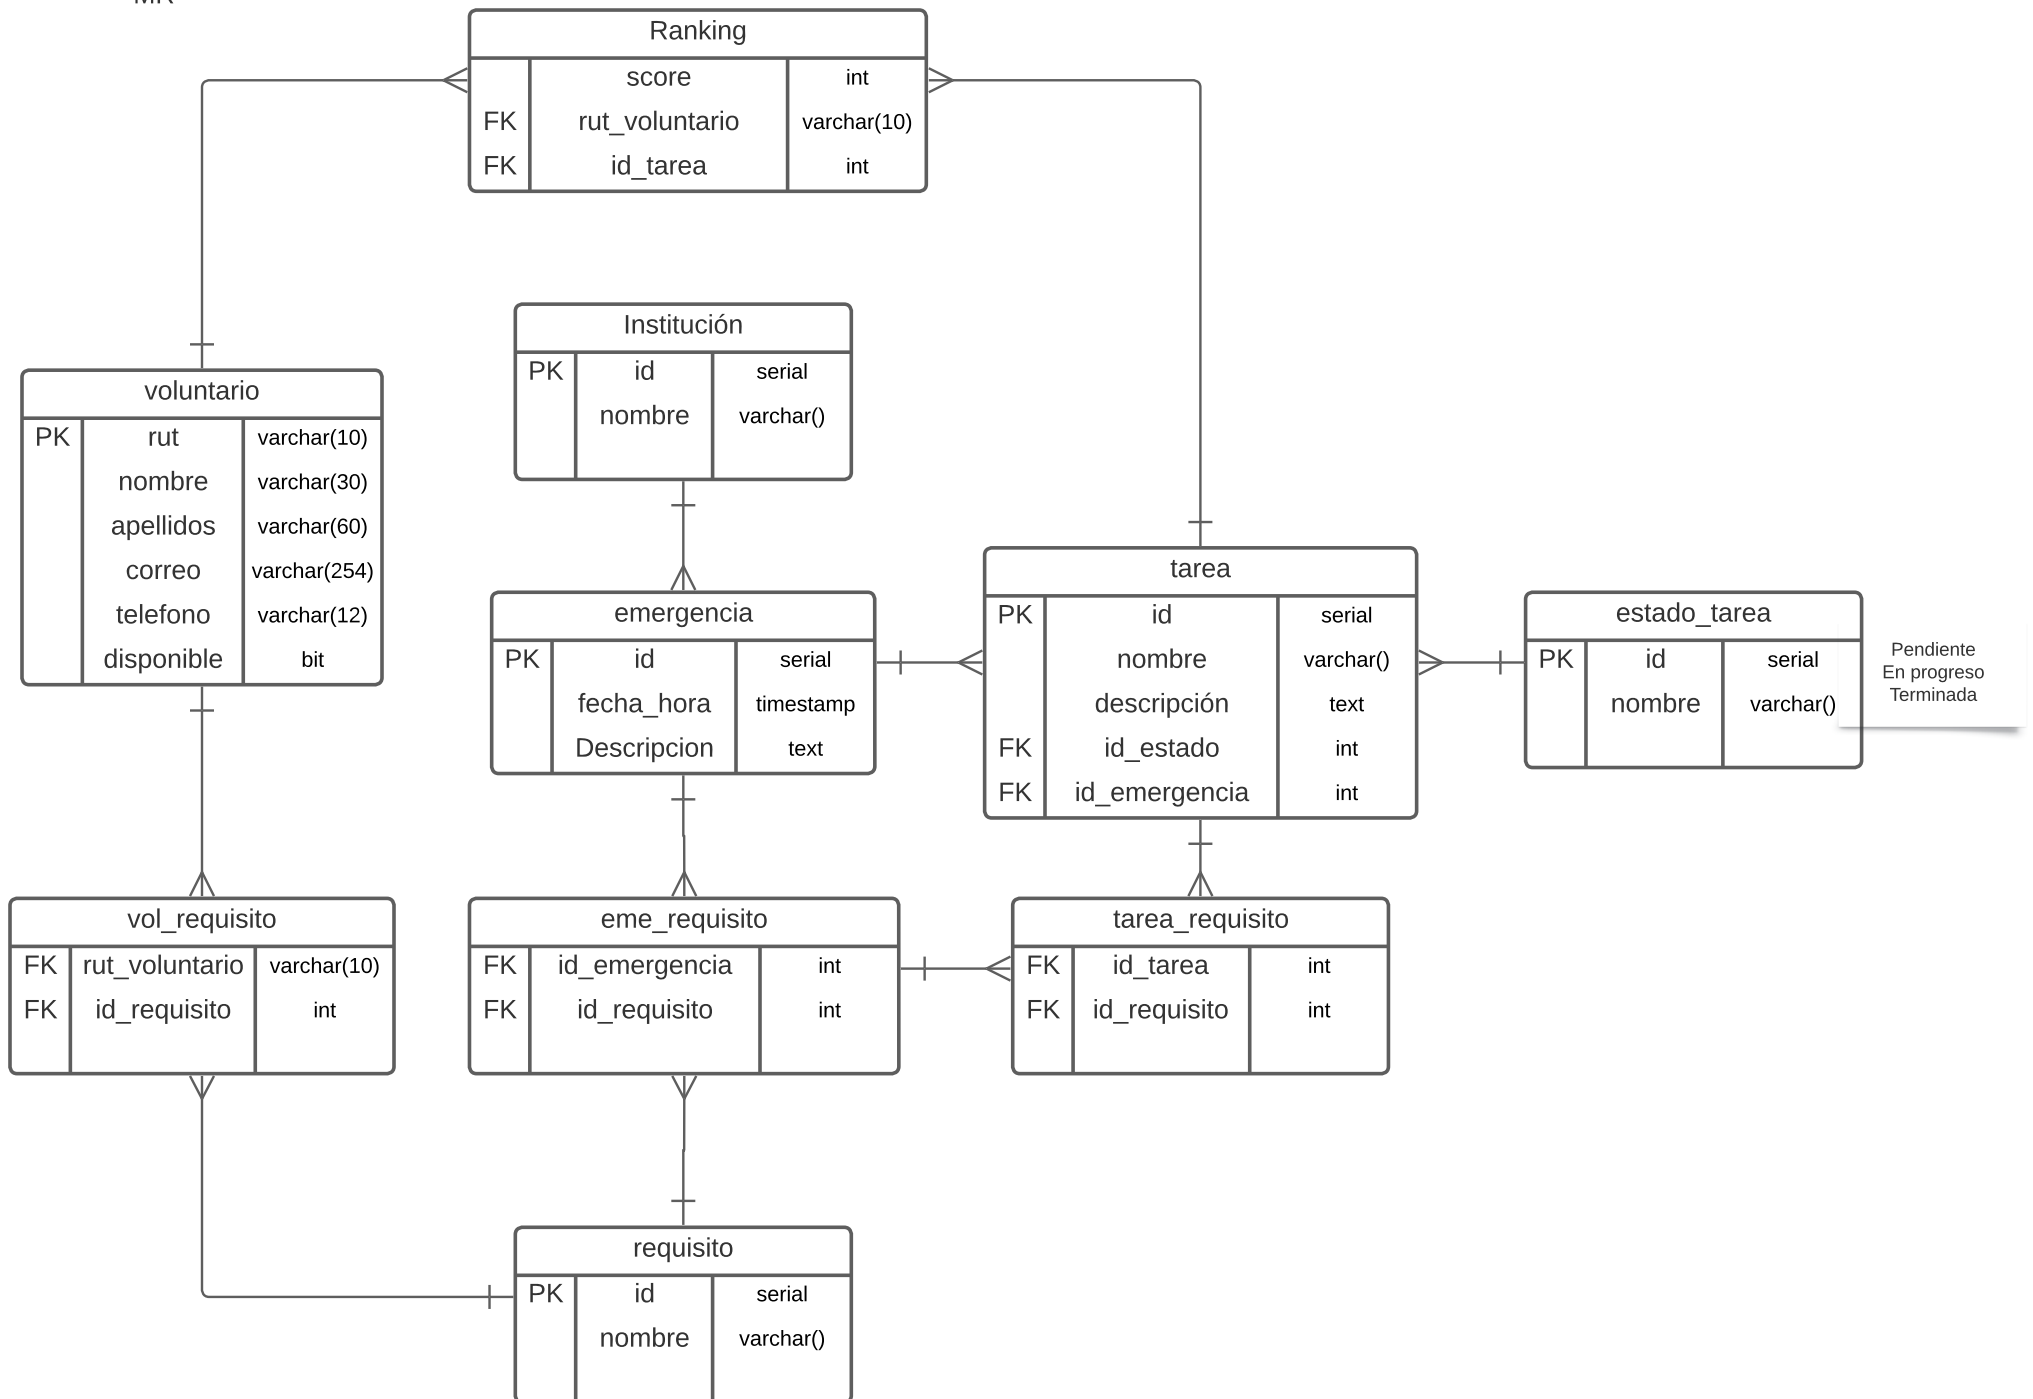 Ranking
score int
FK rut_voluntario varchar(10)
FK id_tarea int
Institución
PK id serial
nombre varchar()
voluntario
PK rut varchar(10)
nombre varchar(30)
apellidos varchar(60)
correo varchar(254)
telefono varchar(12)
disponible bit
emergencia
PK id serial
fecha_hora timestamp
Descripcion text
tarea
PK id serial
nombre varchar()
descripción text
FK id_estado int
FK id_emergencia int
estado_tarea
PK id serial
nombre varchar()
Pendiente
En progreso
Terminada
vol_requisito
FK rut_voluntario varchar(10)
FK id_requisito int
eme_requisito
FK id_emergencia int
FK id_requisito int
tarea_requisito
FK id_tarea int
FK id_requisito int
requisito
PK id serial
nombre varchar()